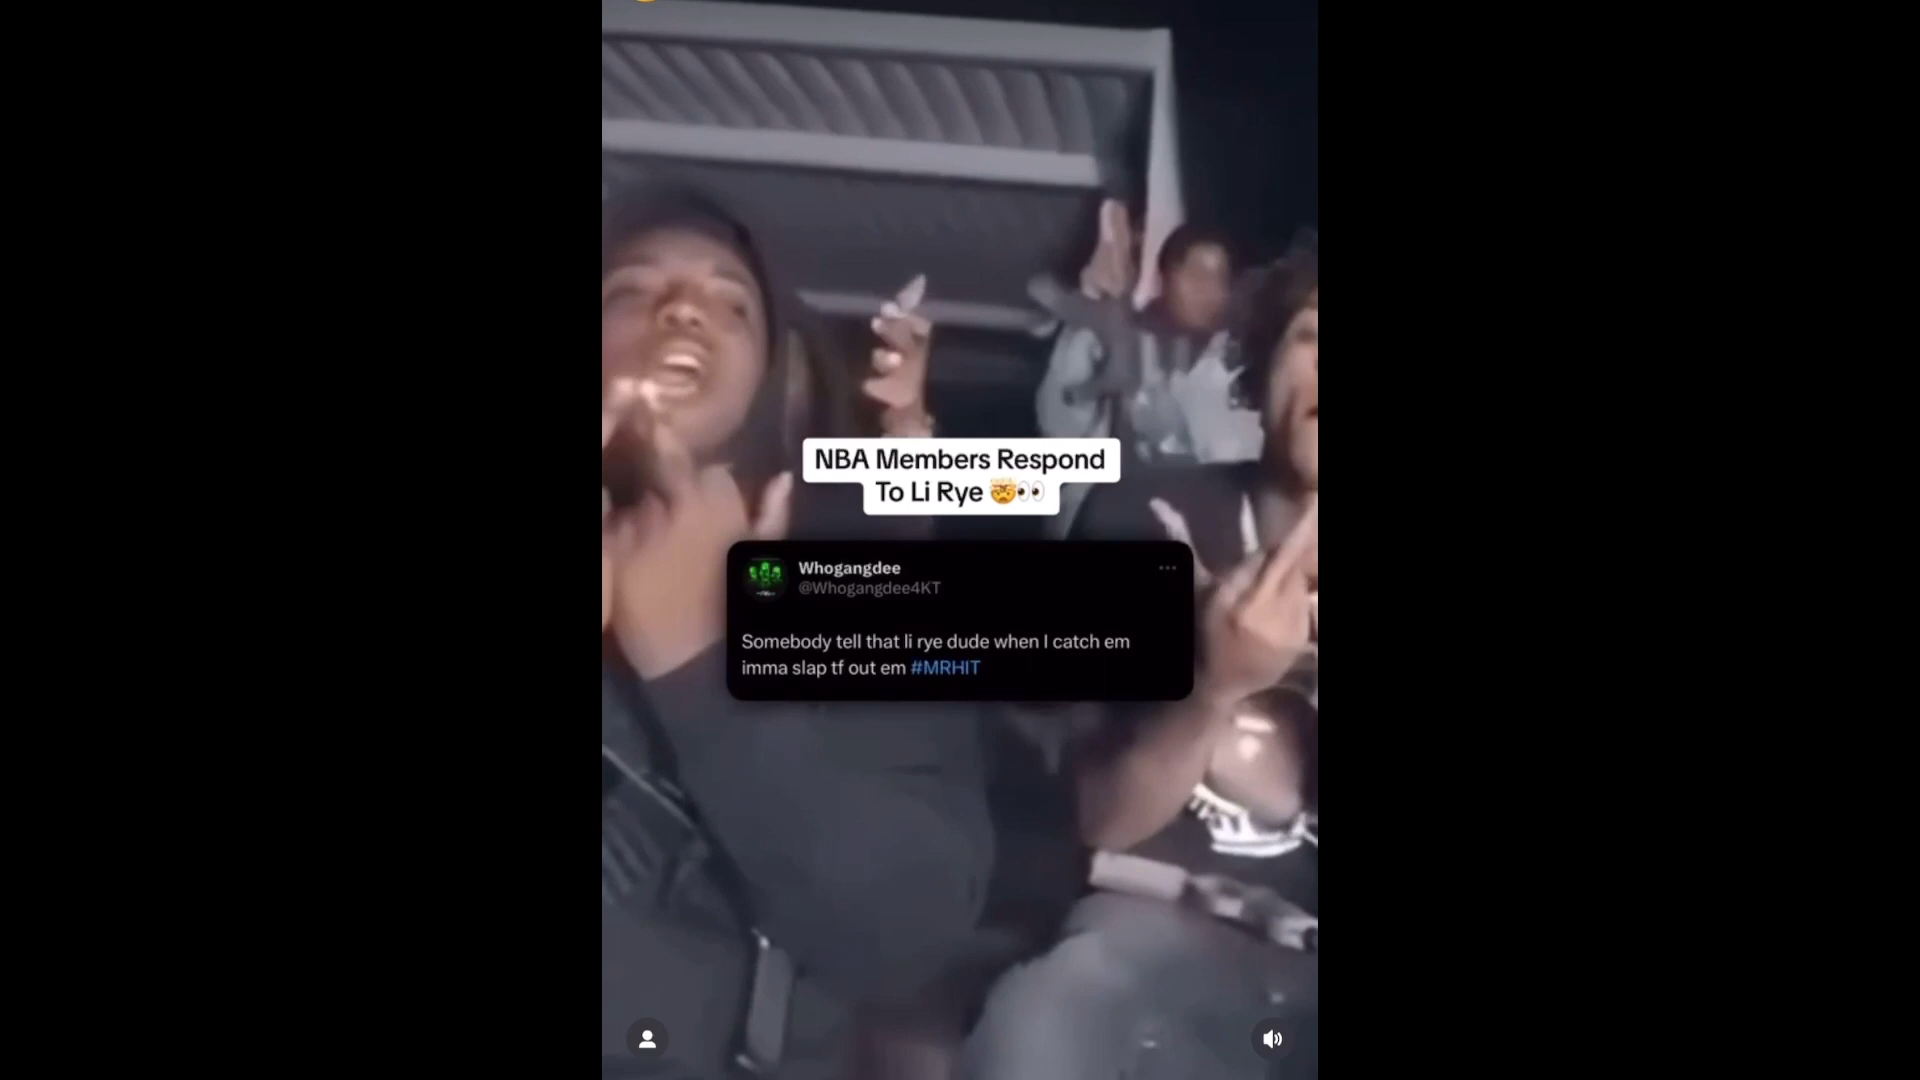 NBA Members Respond
To Li Rye 🤯👀
Whogangdee
@Whogangdee4KT
Somebody tell that li rye dude when I catch em
imma slap tf out em #MRHIT